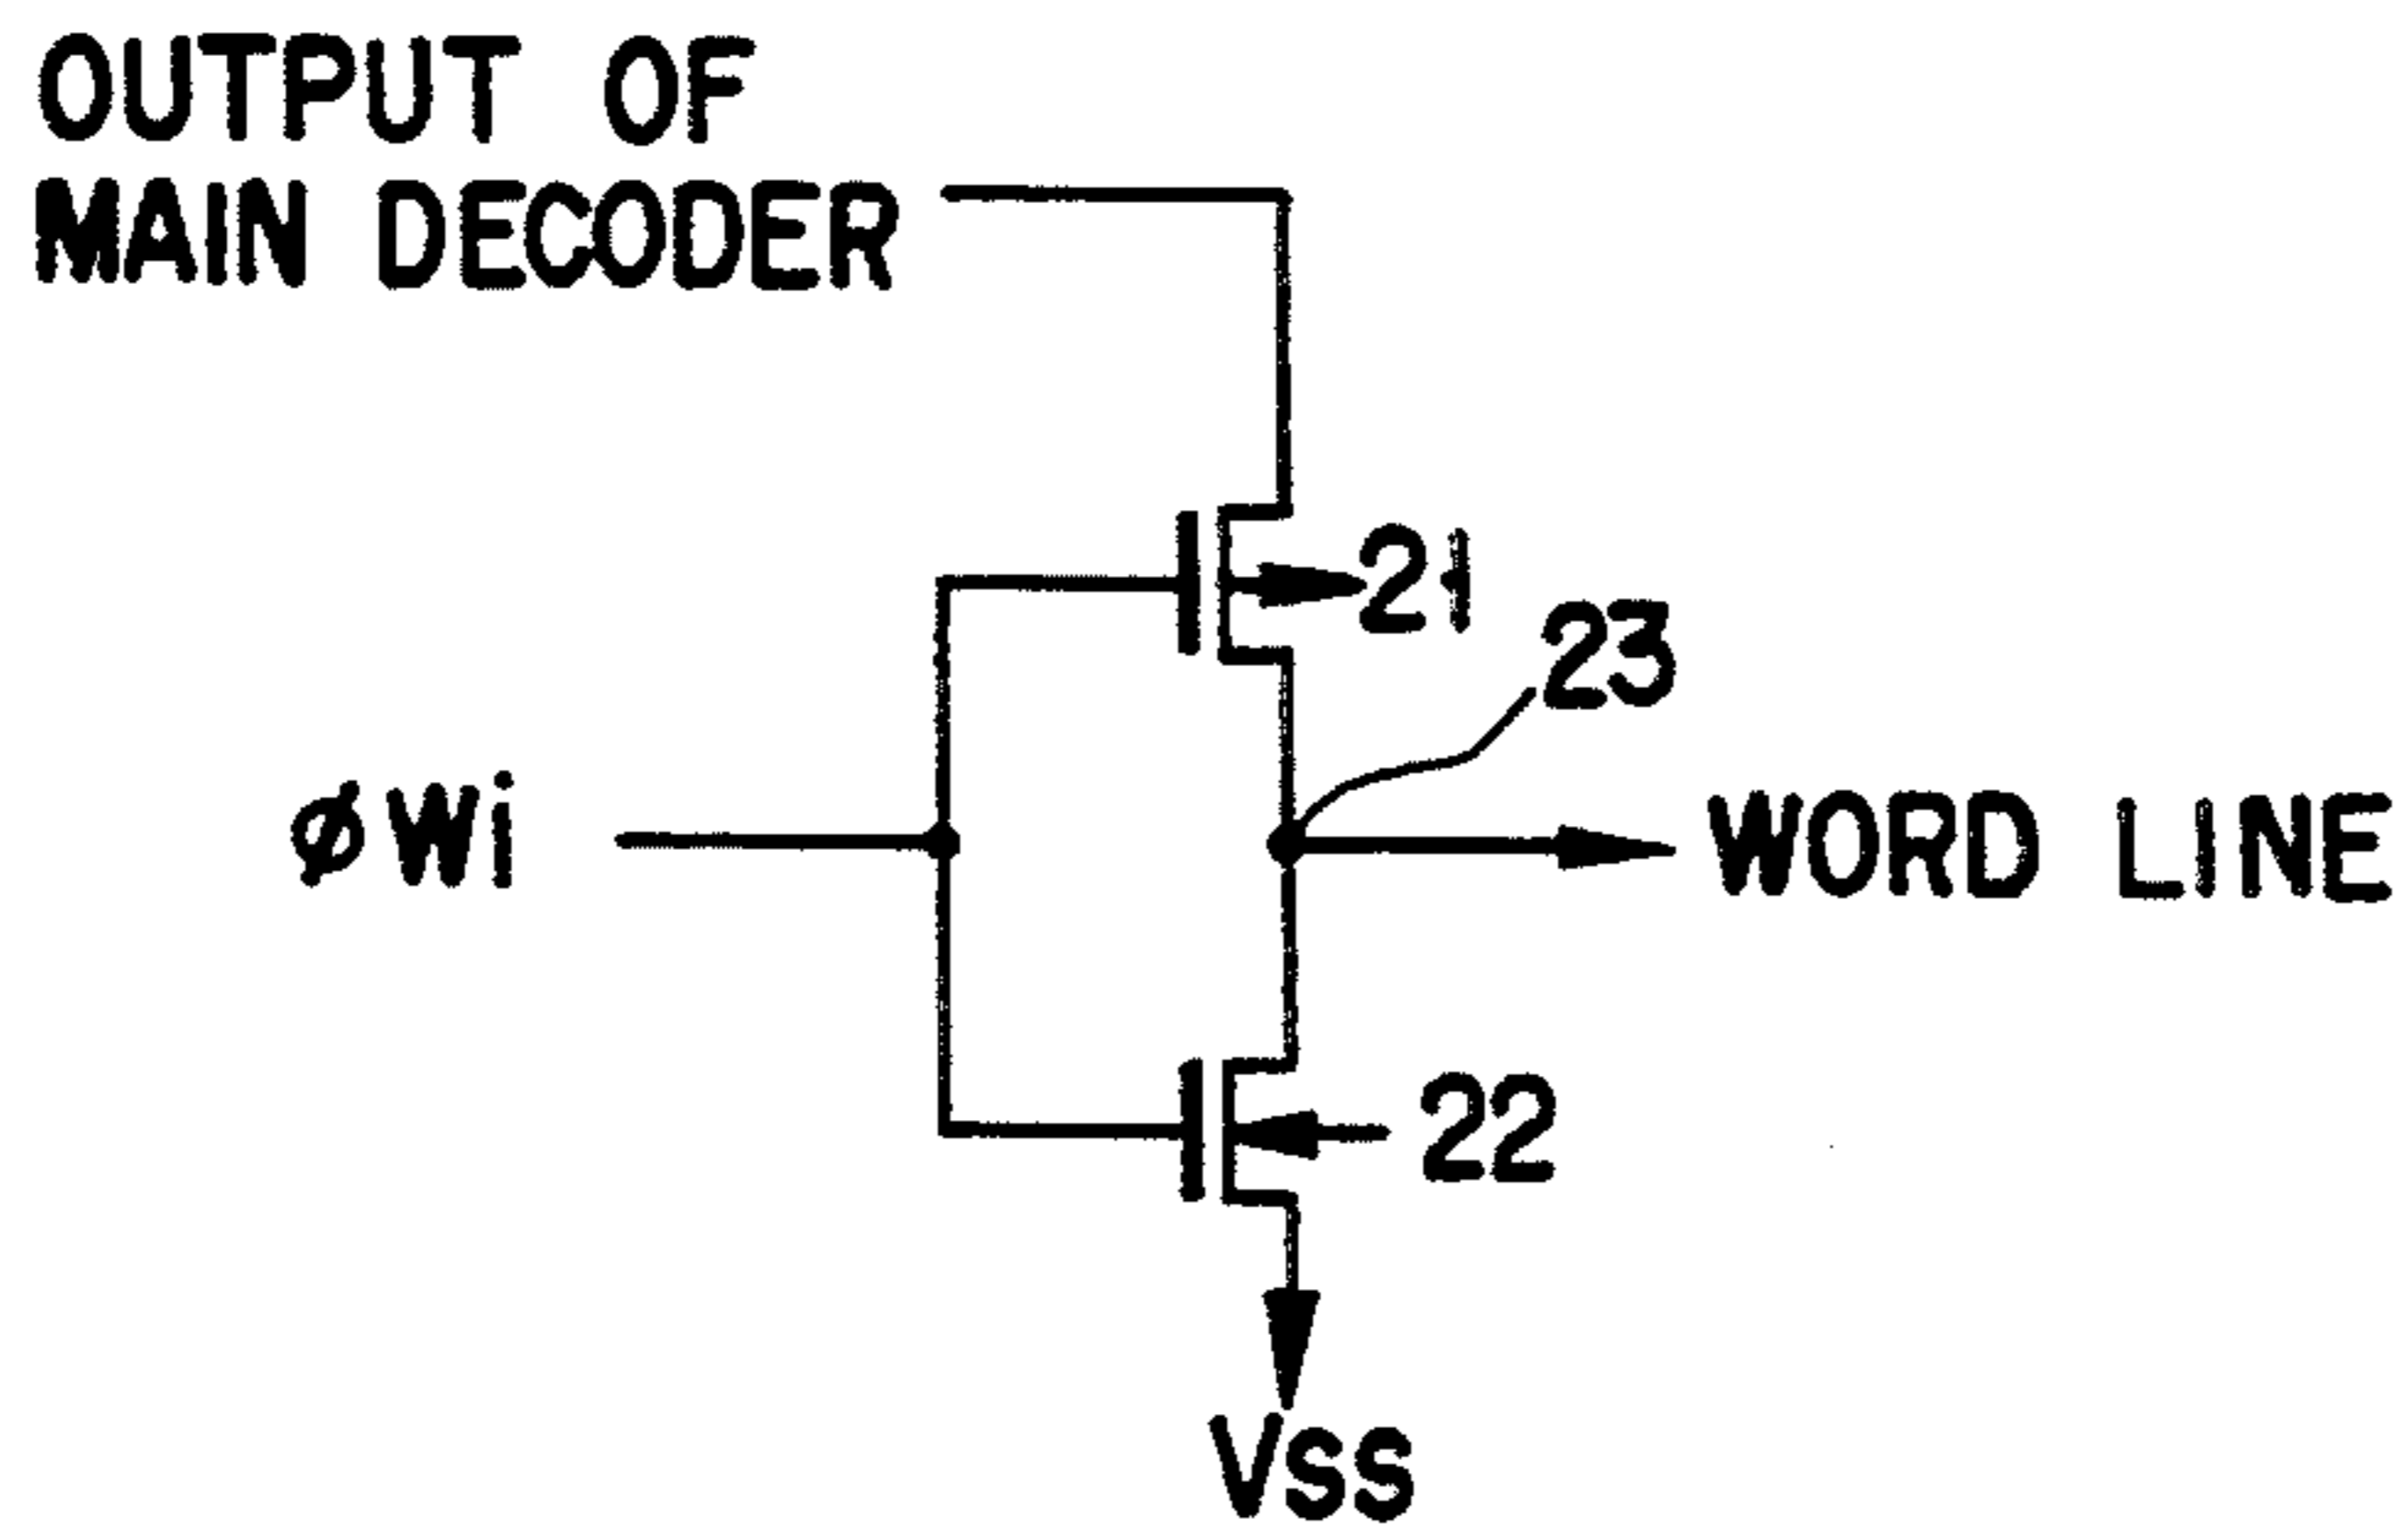 OUTPUT OF
MAIN DECODER
21
23
øWi
WORD LINE
22
Vss